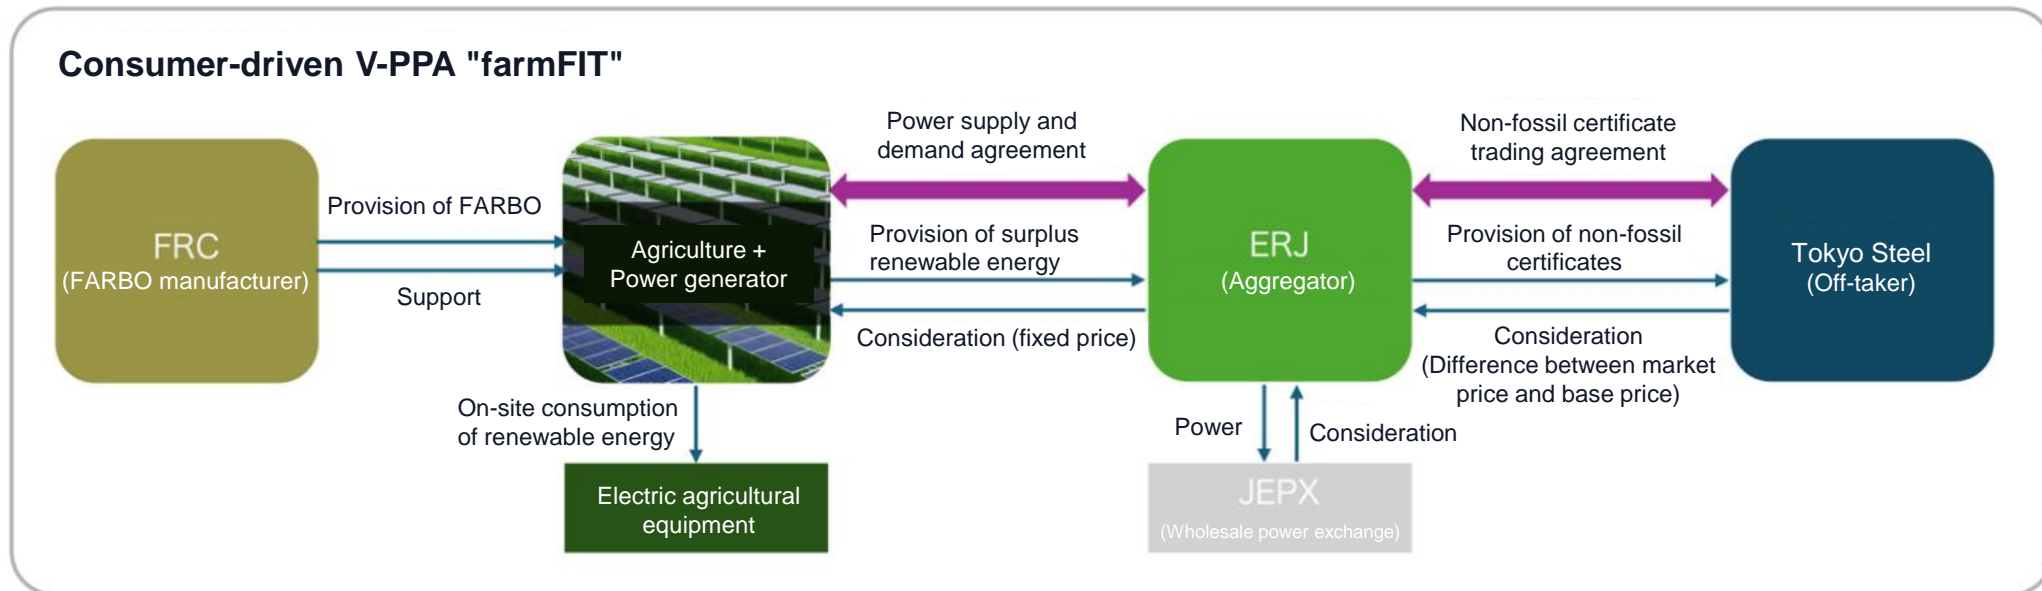 Consumer-driven V-PPA "farmFIT"
FRC
(FARBO manufacturer)
Provision of FARBO
Support
Agriculture +
Power generator
On-site consumption
of renewable energy
Electric agricultural
equipment
Power supply and
demand agreement
Provision of surplus
renewable energy
Consideration (fixed price)
ERJ
(Aggregator)
Power
Consideration
JEPX
(Wholesale power exchange)
Non-fossil certificate
trading agreement
Provision of non-fossil
certificates
Consideration
(Difference between market
price and base price)
Tokyo Steel
(Off-taker)